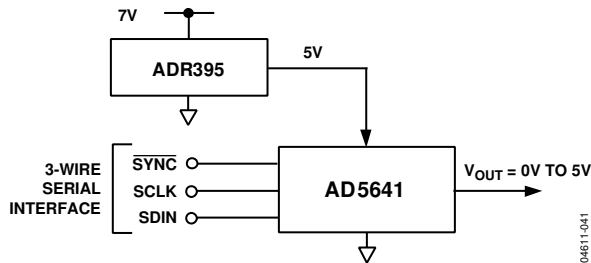 7V
ADR395
5V
3-WIRE
SERIAL
INTERFACE
SYNC
SCLK
SDIN
AD5641
VOUT = 0V TO 5V
04611-041